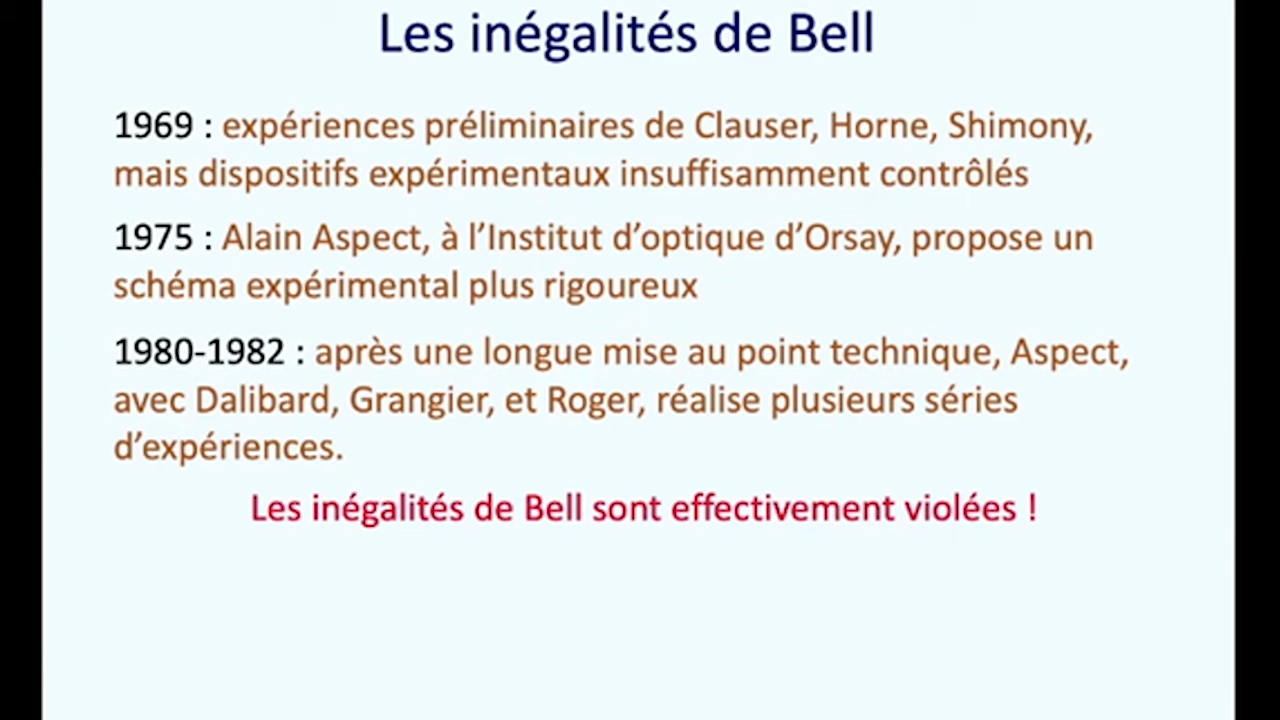 Les inégalités de Bell
1969 : expériences préliminaires de Clauser, Horne, Shimony,
mais dispositifs expérimentaux insuffisamment contrôlés
1975 : Alain Aspect, à l’Institut d’optique d’Orsay, propose un
schéma expérimental plus rigoureux
1980-1982 : après une longue mise au point technique, Aspect,
avec Dalibard, Grangier, et Roger, réalise plusieurs séries
d’expériences.
Les inégalités de Bell sont effectivement violées !